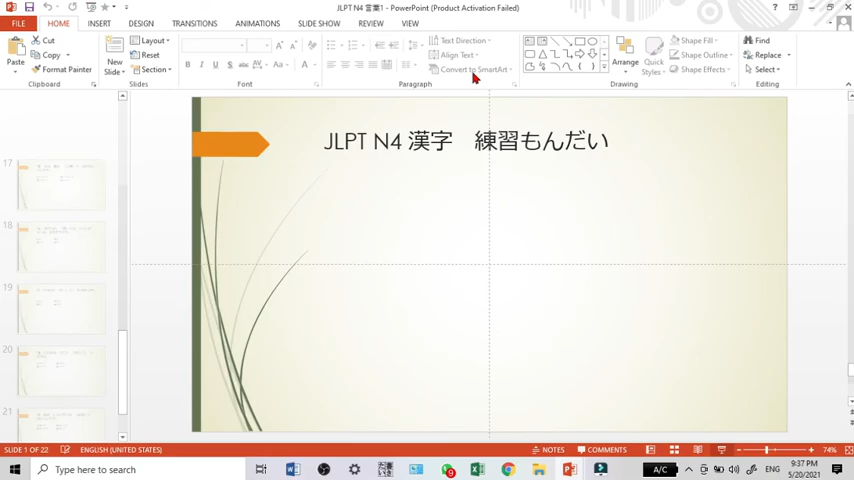 JLPT N4 言葉1 - PowerPoint (Product Activation Failed)
FILE HOME INSERT DESIGN TRANSITIONS ANIMATIONS SLIDE SHOW REVIEW VIEW
Cut Layout Text Direction Shape Fill Find
Copy Reset Align Text Shape Outline Replace
Paste Format Painter New Slide Section Convert to SmartArt Arrange Quick Styles Shape Effects Select
Clipboard Slides Font Paragraph Drawing Editing
JLPT N4 漢字 練習もんだい
17
18
19
20
21
SLIDE 1 OF 22 ENGLISH (UNITED STATES) NOTES COMMENTS 74%
Type here to search A/C ENG 9:37 PM
5/20/2021